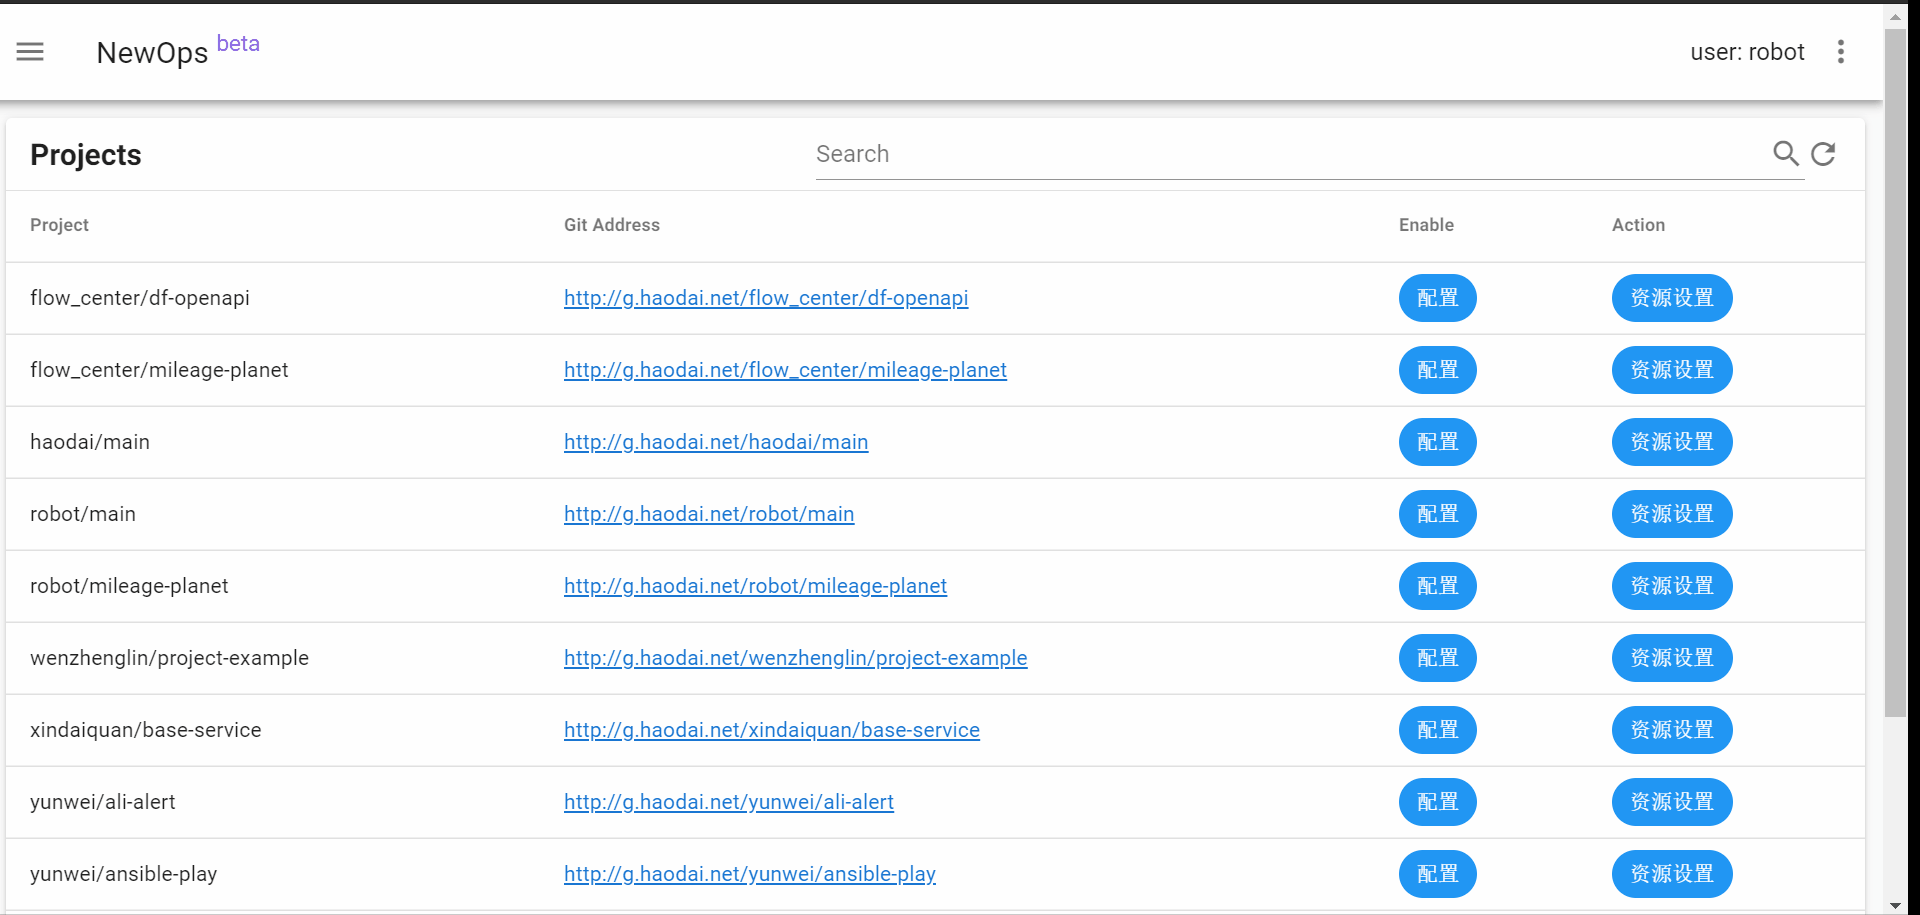 NewOps beta
user: robot
Projects
Search
Project Git Address Enable Action
flow_center/df-openapi http://g.haodai.net/flow_center/df-openapi 配置 资源设置
flow_center/mileage-planet http://g.haodai.net/flow_center/mileage-planet 配置 资源设置
haodai/main http://g.haodai.net/haodai/main 配置 资源设置
robot/main http://g.haodai.net/robot/main 配置 资源设置
robot/mileage-planet http://g.haodai.net/robot/mileage-planet 配置 资源设置
wenzhenglin/project-example http://g.haodai.net/wenzhenglin/project-example 配置 资源设置
xindaiquan/base-service http://g.haodai.net/xindaiquan/base-service 配置 资源设置
yunwei/ali-alert http://g.haodai.net/yunwei/ali-alert 配置 资源设置
yunwei/ansible-play http://g.haodai.net/yunwei/ansible-play 配置 资源设置